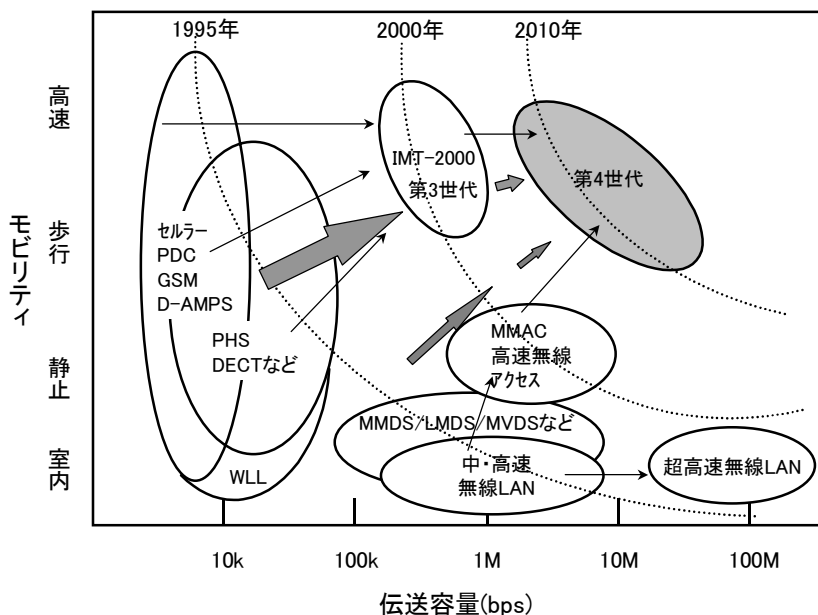 1995年
2000年
2010年
高速
歩行
静止
室内
モビリティ
IMT-2000
第3世代
第4世代
ｾﾙﾗｰ
PDC
GSM
D-AMPS
PHS
DECTなど
MMAC
高速無線
ｱｸｾｽ
MMDS/LMDS/MVDSなど
WLL
中・高速
無線LAN
超高速無線LAN
10k
100k
1M
10M
100M
伝送容量(bps)